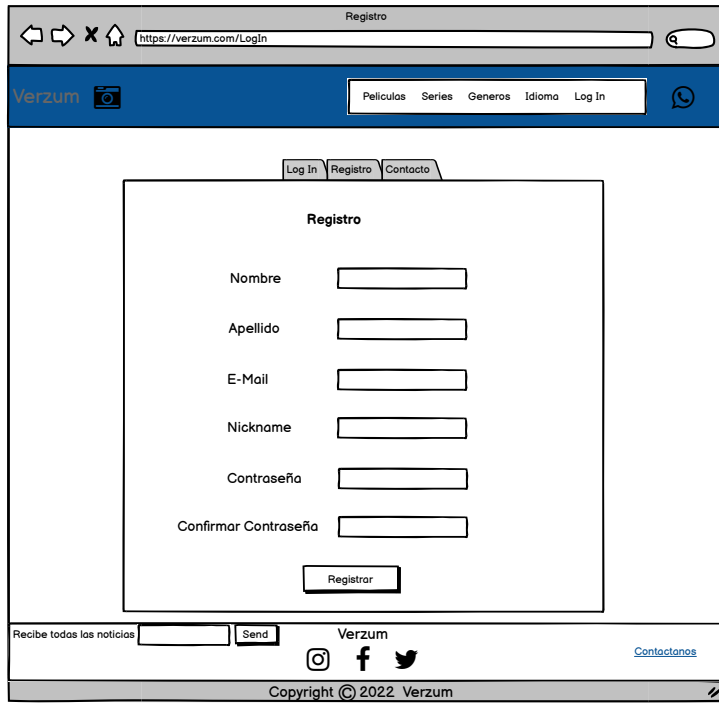 Registro
https://verzum.com/LogIn
Verzum
Peliculas Series Generos Idioma Log In
Log In Registro Contacto
Registro
Nombre
Apellido
E-Mail
Nickname
Contraseña
Confirmar Contraseña
Registrar
Recibe todas las noticias Send Verzum
Contactanos
Copyright © 2022 Verzum